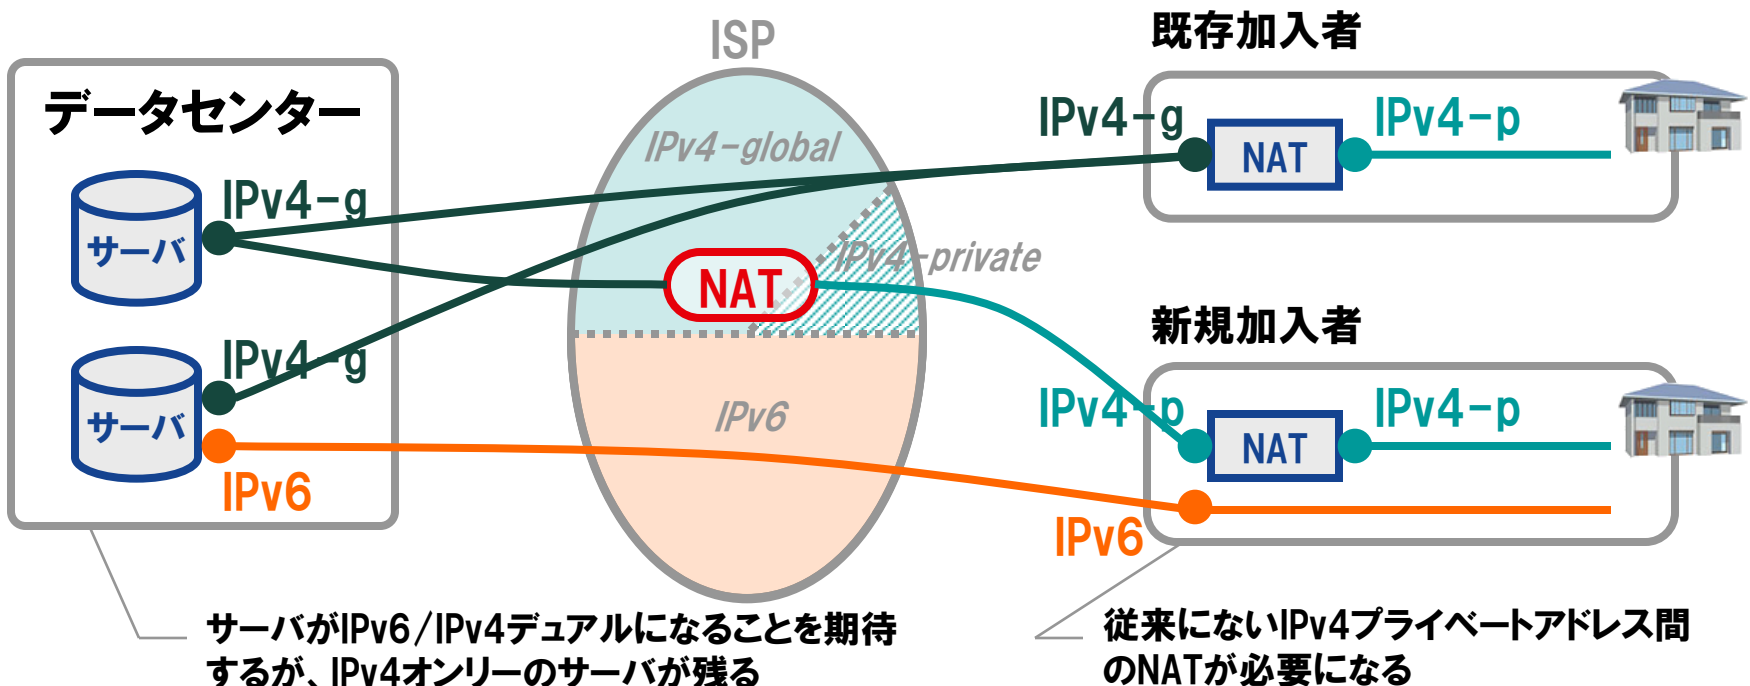 ISP
既存加入者
データセンター
IPv4-global
IPv4-g
NAT
IPv4-p
IPv4-g
サーバ
NAT
IPv4-private
新規加入者
IPv4-g
サーバ
IPv6
IPv4-p
NAT
IPv4-p
IPv6
IPv6
サーバがIPv6/IPv4デュアルになることを期待
するが、IPv4オンリーのサーバが残る
従来にないIPv4プライベートアドレス間
のNATが必要になる